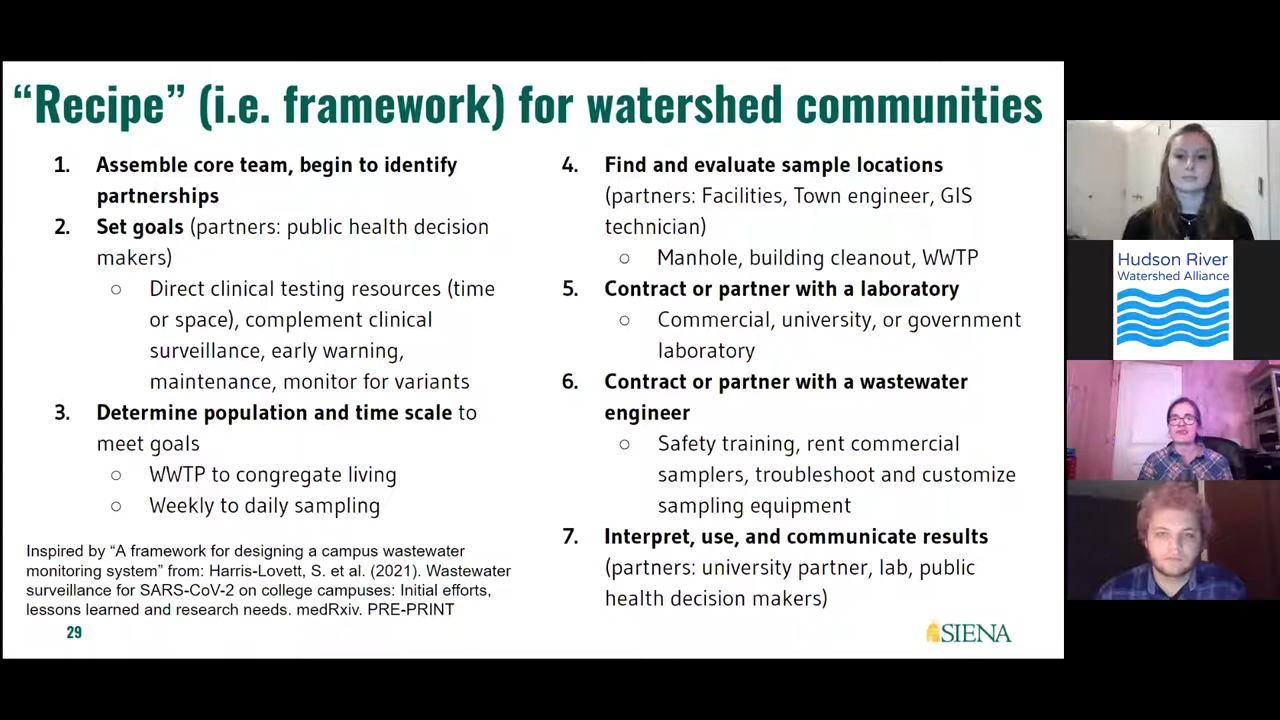 “Recipe” (i.e. framework) for watershed communities
1. Assemble core team, begin to identify
partnerships
2. Set goals (partners: public health decision
makers)
○ Direct clinical testing resources (time
or space), complement clinical
surveillance, early warning,
maintenance, monitor for variants
3. Determine population and time scale to
meet goals
○ WWTP to congregate living
○ Weekly to daily sampling
Inspired by “A framework for designing a campus wastewater
monitoring system” from: Harris-Lovett, S. et al. (2021). Wastewater
surveillance for SARS-CoV-2 on college campuses: Initial efforts,
lessons learned and research needs. medRxiv. PRE-PRINT
29
4. Find and evaluate sample locations
(partners: Facilities, Town engineer, GIS
technician)
○ Manhole, building cleanout, WWTP
5. Contract or partner with a laboratory
○ Commercial, university, or government
laboratory
6. Contract or partner with a wastewater
engineer
○ Safety training, rent commercial
samplers, troubleshoot and customize
sampling equipment
7. Interpret, use, and communicate results
(partners: university partner, lab, public
health decision makers)
SIENA
Hudson River
Watershed Alliance